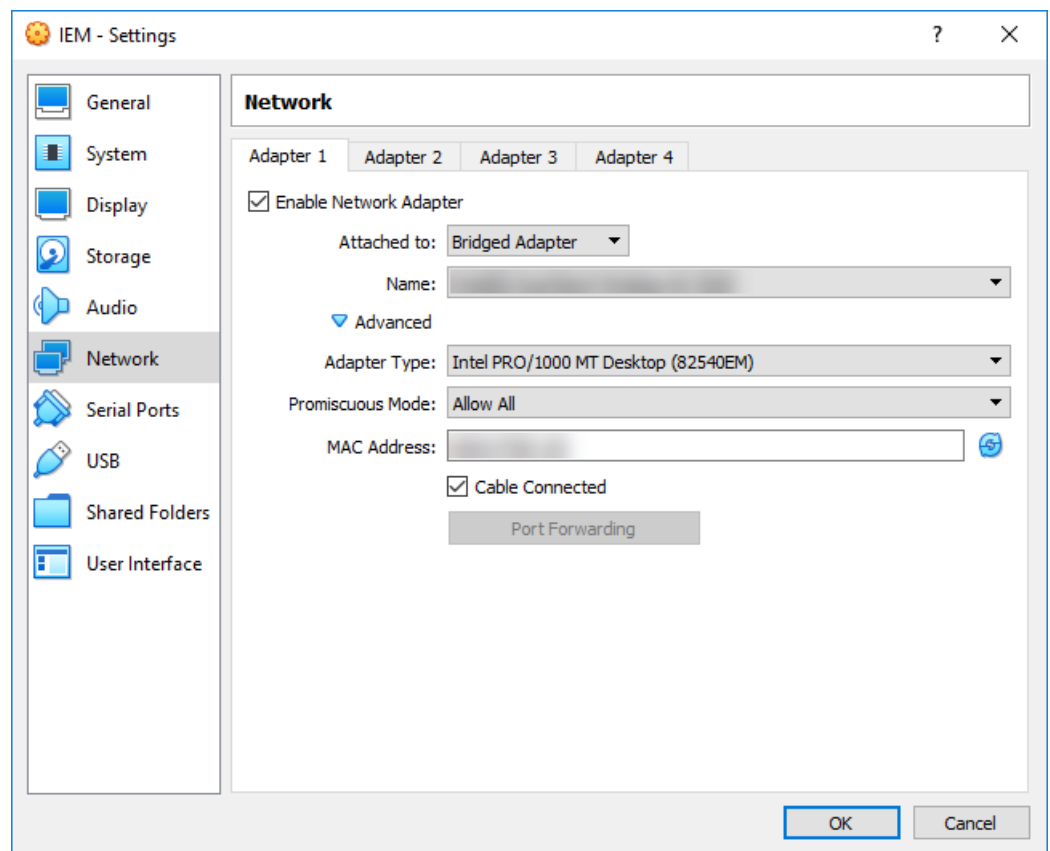 IEM - Settings
?
General
System
Display
Storage
Audio
Network
Serial Ports
USB
Shared Folders
User Interface
Network
Adapter 1 Adapter 2 Adapter 3 Adapter 4
Enable Network Adapter
Attached to: Bridged Adapter
Name:
Advanced
Adapter Type: Intel PRO/1000 MT Desktop (82540EM)
Promiscuous Mode: Allow All
MAC Address:
Cable Connected
Port Forwarding
OK Cancel